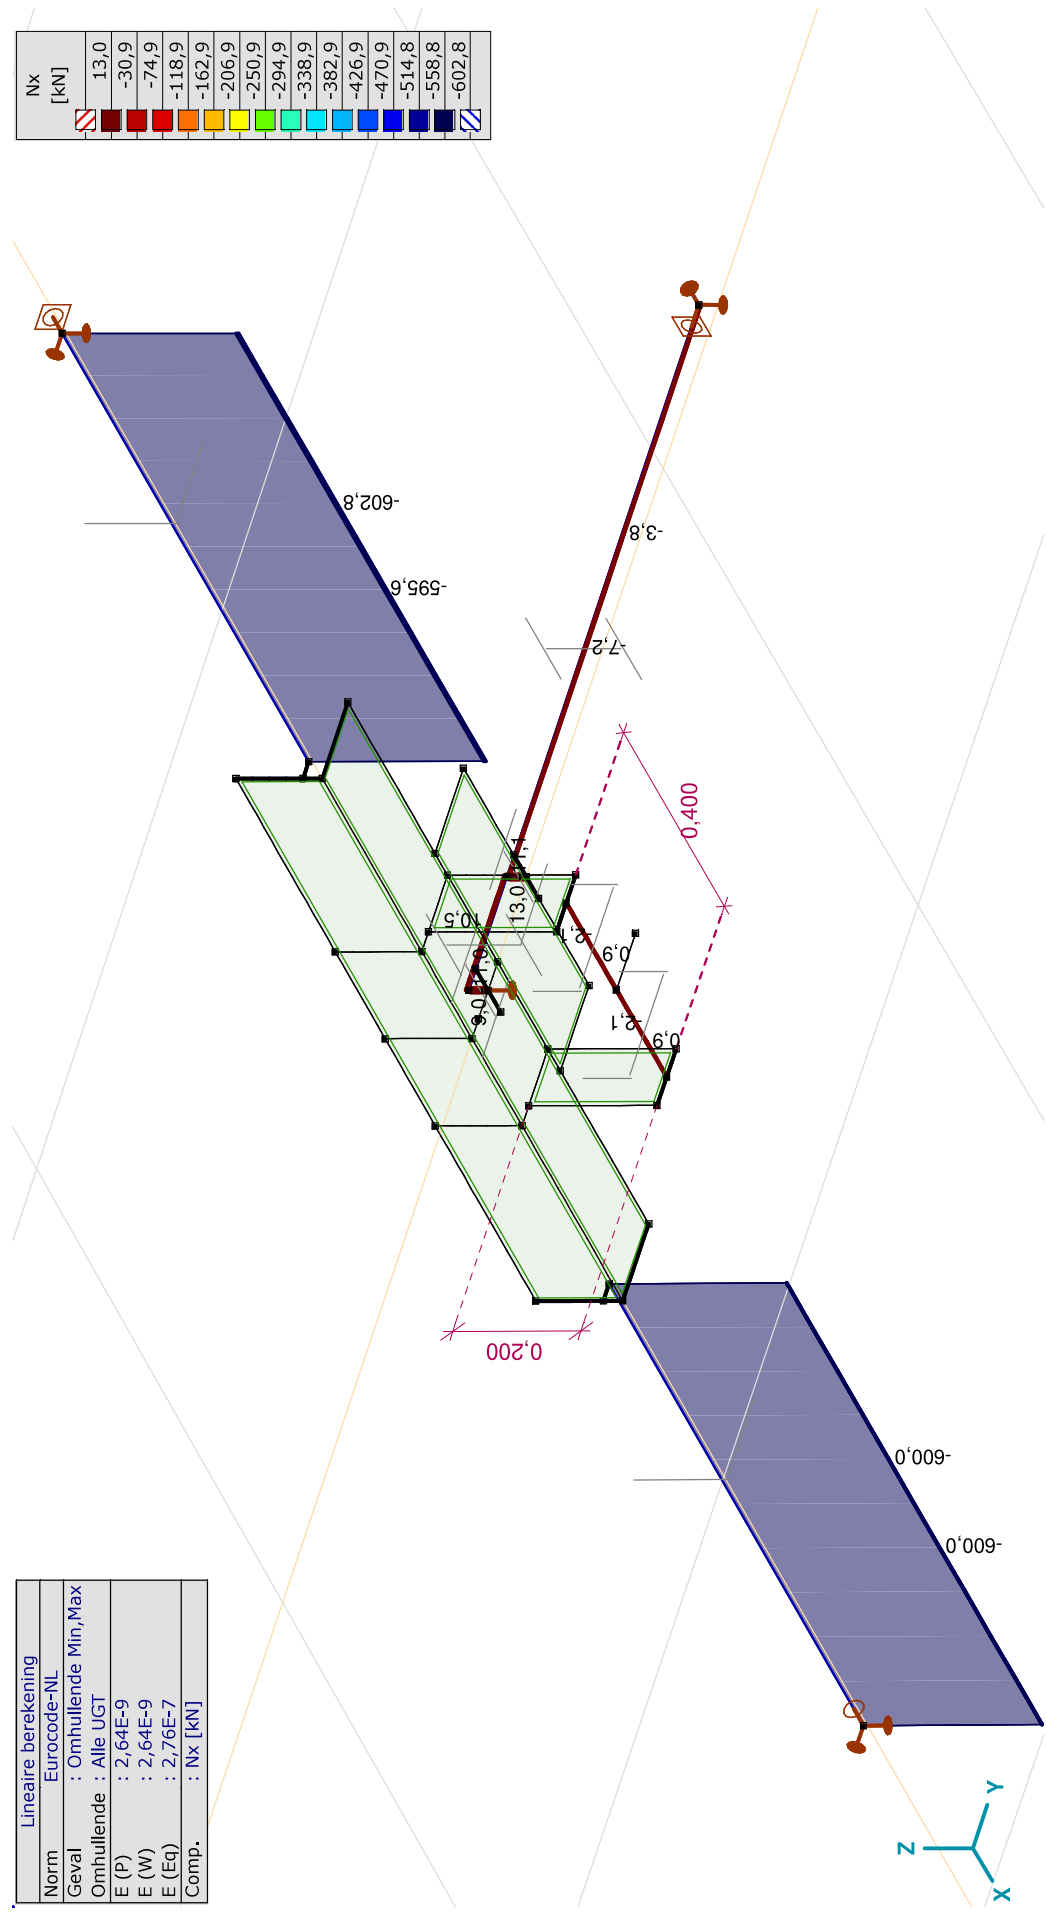 Nx
[kN]
13,0
-30,9
-74,9
-118,9
-162,9
-206,9
-250,9
-294,9
-338,9
-382,9
-426,9
-470,9
-514,8
-558,8
-602,8
-602,8
-595,6
-3,8
-7,2
0,400
13,0
10,5
-2,1
0,9
-2,1
0,9
0,200
-600,0
-600,0
Lineaire berekening
Norm Eurocode-NL
Geval : Omhullende Min,Max
Omhullende : Alle UGT
E (P) : 2,64E-9
E (W) : 2,64E-9
E (Eq) : 2,76E-7
Comp. : Nx [kN]
Z
Y
X